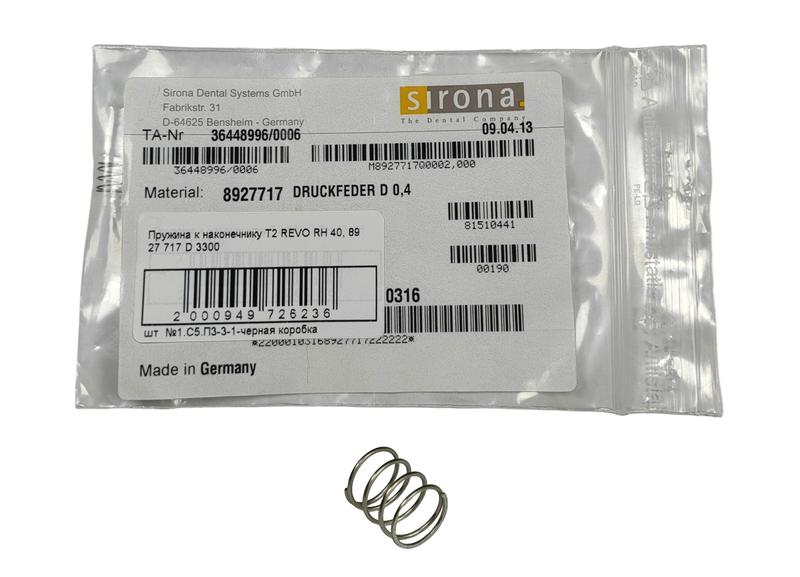 Sirona Dental Systems GmbH
Fabrikstr. 31
D-64625 Bensheim - Germany
sirona.
The Dental Company
TA-Nr 36448996/0006
09.04.13
36448996/0006
M8927717Q0002,000
Material: 8927717 DRUCKFEDER D 0,4
81510441
00190
Пружина к наконечнику T2 REVO RH 40, 89
27 717 D 3300
2 000949 726236
шт №1.С5.П3-3-1-черная коробка
0316
*22000103168927717222222*
Made in Germany